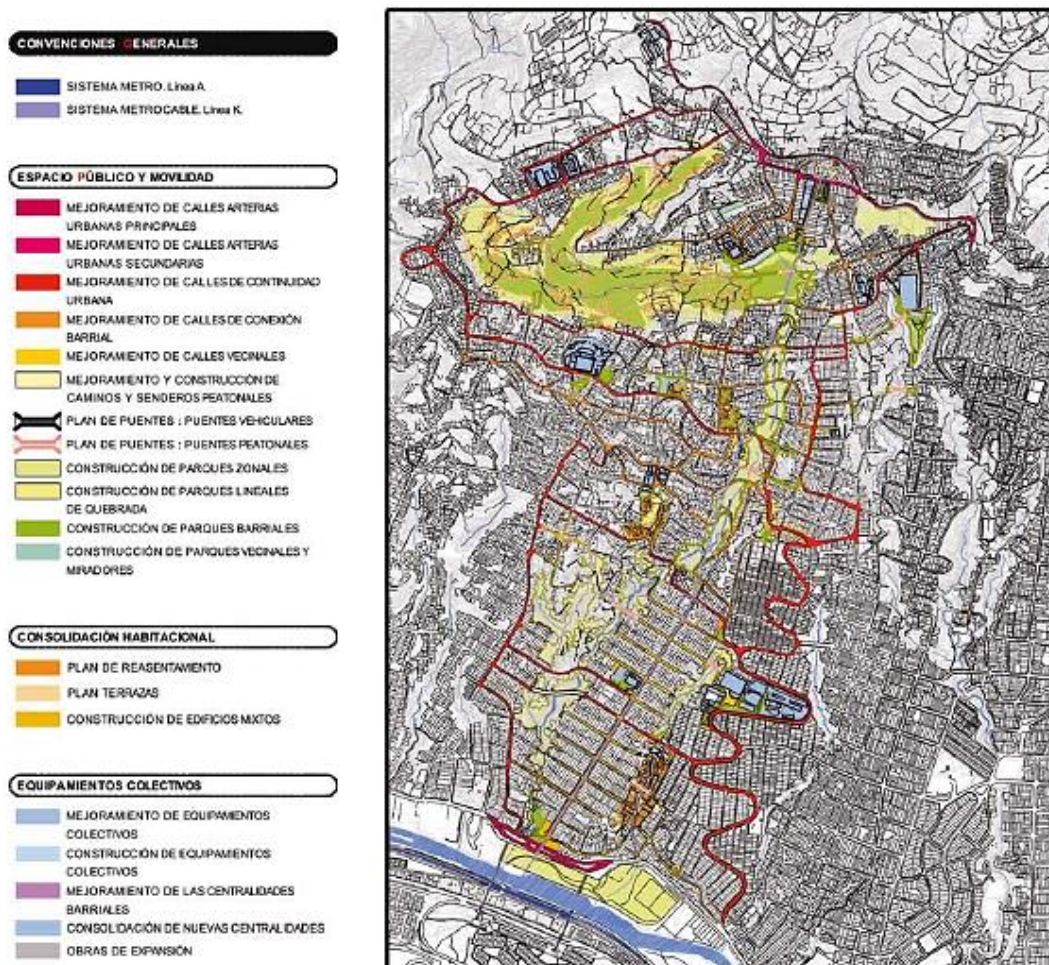 CONVENCIONES GENERALES
SISTEMA METRO. Línea A
SISTEMA METROCABLE. Línea K
ESPACIO PÚBLICO Y MOVILIDAD
MEJORAMIENTO DE CALLES ARTERIAS
URBANAS PRINCIPALES
MEJORAMIENTO DE CALLES ARTERIAS
URBANAS SECUNDARIAS
MEJORAMIENTO DE CALLES DE CONTINUIDAD
URBANA
MEJORAMIENTO DE CALLES DE CONEXIÓN
BARRIAL
MEJORAMIENTO DE CALLES VECINALES
MEJORAMIENTO Y CONSTRUCCIÓN DE
CAMINOS Y SENDEROS PEATONALES
PLAN DE PUENTES : PUENTES VEHICULARES
PLAN DE PUENTES : PUENTES PEATONALES
CONSTRUCCIÓN DE PARQUES ZONALES
CONSTRUCCIÓN DE PARQUES LINEALES
DE QUEBRADA
CONSTRUCCIÓN DE PARQUES BARRIALES
CONSTRUCCIÓN DE PARQUES VECINALES Y
MIRADORES
CONSOLIDACIÓN HABITACIONAL
PLAN DE REASENTAMIENTO
PLAN TERRAZAS
CONSTRUCCIÓN DE EDIFICIOS MIXTOS
EQUIPAMIENTOS COLECTIVOS
MEJORAMIENTO DE EQUIPAMIENTOS
COLECTIVOS
CONSTRUCCIÓN DE EQUIPAMIENTOS
COLECTIVOS
MEJORAMIENTO DE LAS CENTRALIDADES
BARRIALES
CONSOLIDACIÓN DE NUEVAS CENTRALIDADES
OBRAS DE EXPANSIÓN